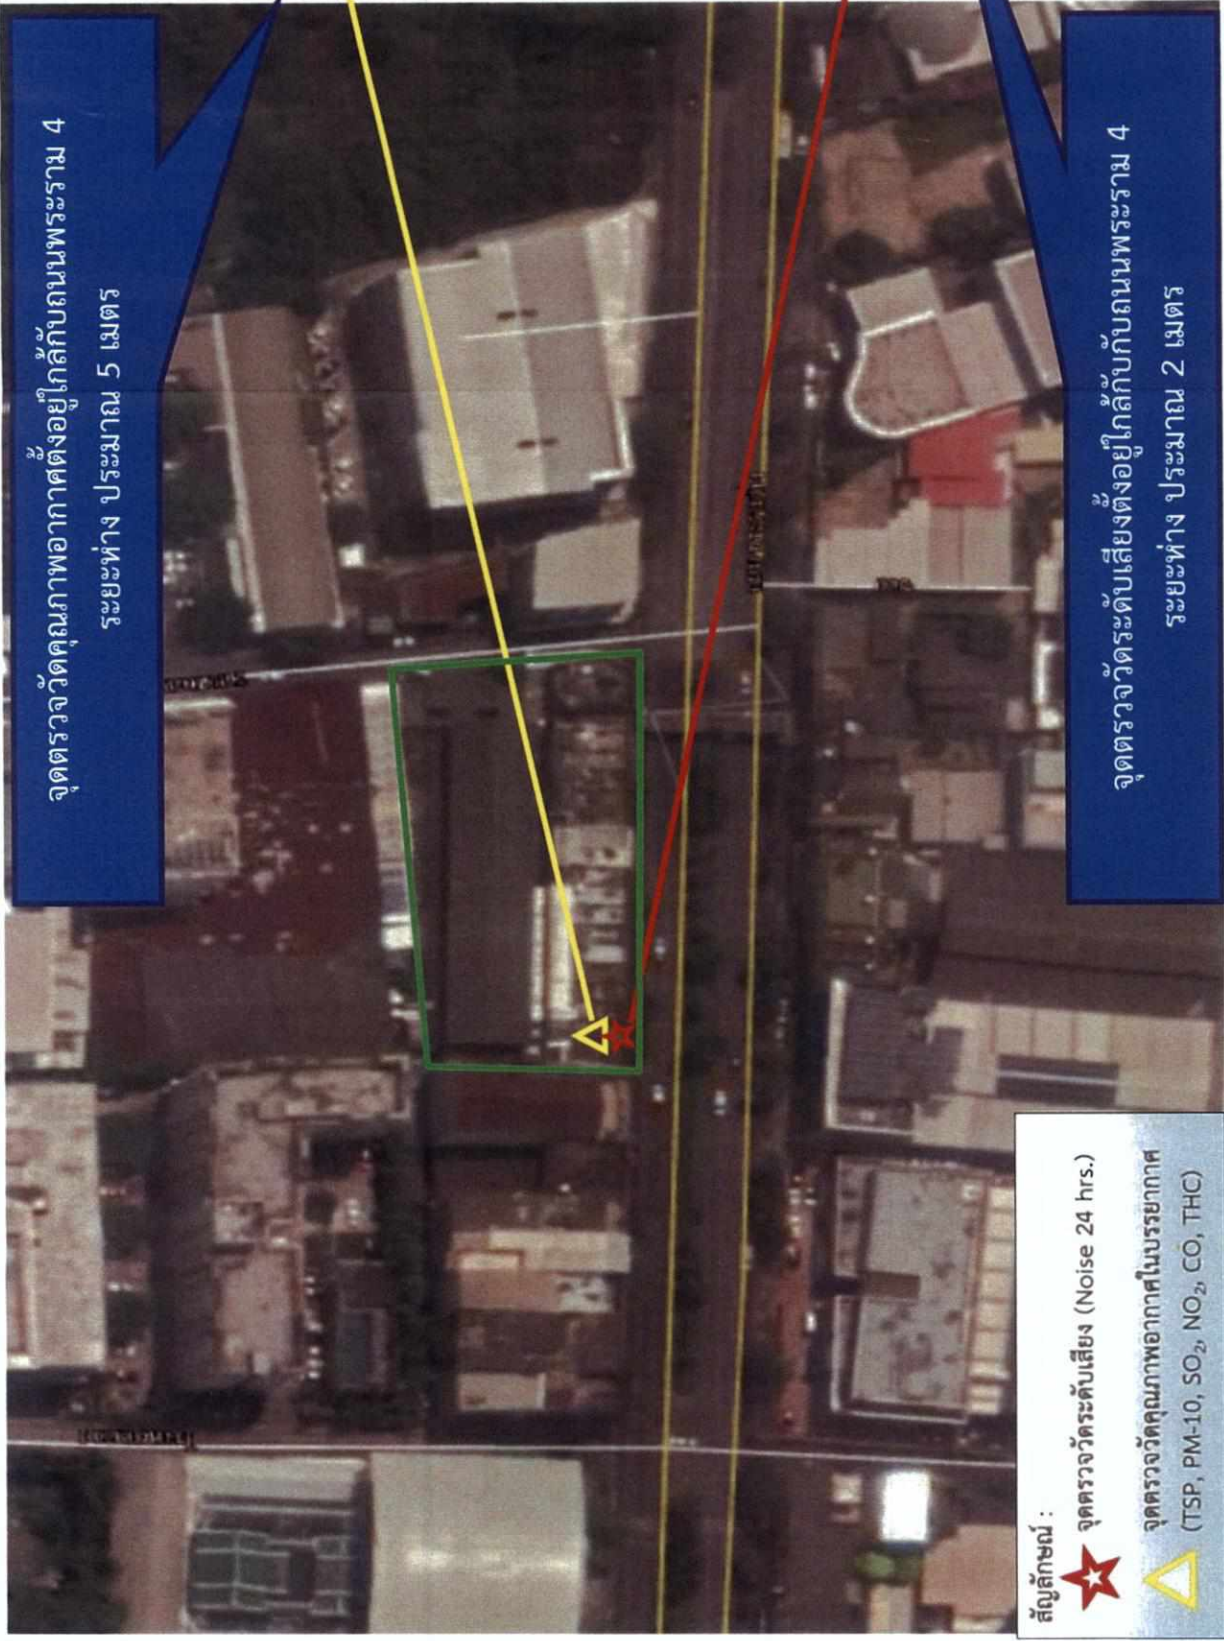 จุดตรวจวัดคุณภาพอากาศตั้งอยู่ใกล้กับถนนพระราม 4
ระยะห่าง ประมาณ 5 เมตร
จุดตรวจวัดระดับเสียงตั้งอยู่ใกล้กับกับถนนพระราม 4
ระยะห่าง ประมาณ 2 เมตร
สัญลักษณ์ :
จุดตรวจวัดระดับเสียง (Noise 24 hrs.)
จุดตรวจวัดคุณภาพอากาศในบรรยากาศ
(TSP, PM-10, SO₂, NO₂, CO, THC)